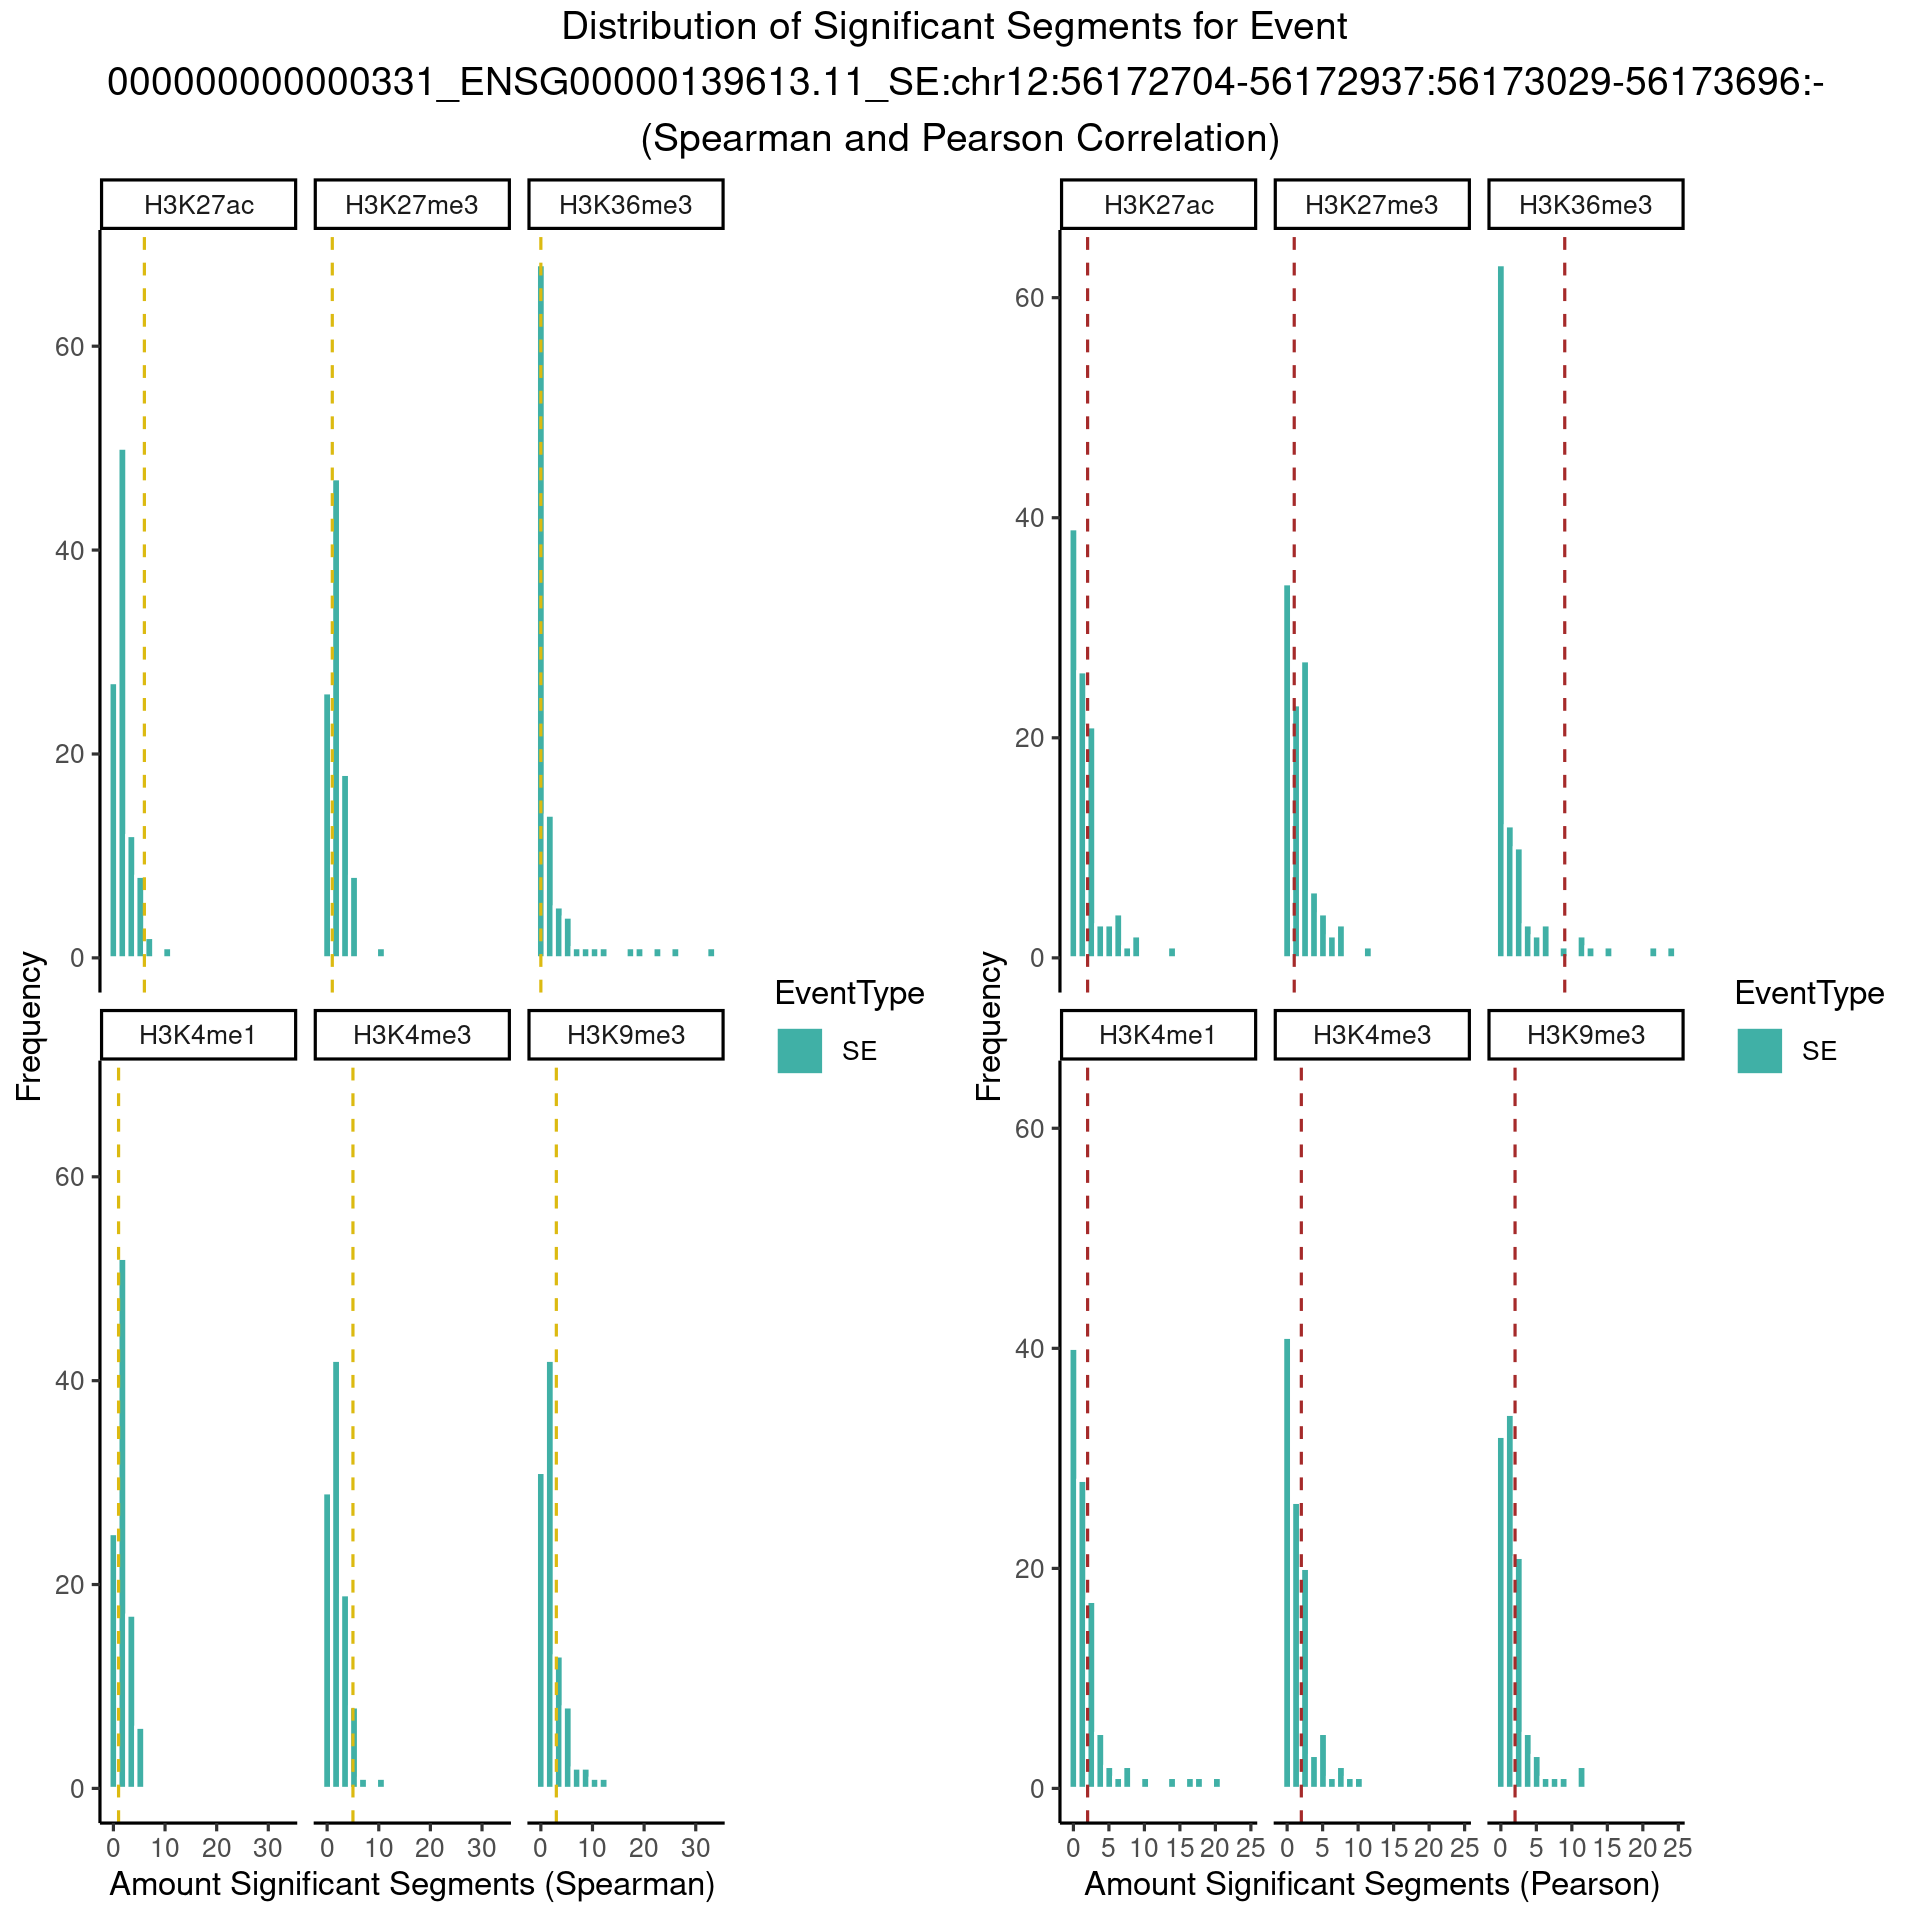 Distribution of Significant Segments for Event
000000000000331_ENSG00000139613.11_SE:chr12:56172704-56172937:56173029-56173696:-
(Spearman and Pearson Correlation)
H3K27ac H3K27me3 H3K36me3
60
40
20
0
H3K4me1 H3K4me3 H3K9me3
60
40
20
0
0 10 20 30 0 10 20 30 0 10 20 30
Frequency
Amount Significant Segments (Spearman)
EventType
SE
H3K27ac H3K27me3 H3K36me3
60
40
20
0
H3K4me1 H3K4me3 H3K9me3
60
40
20
0
0 5 10 15 20 25 0 5 10 15 20 25 0 5 10 15 20 25
Frequency
Amount Significant Segments (Pearson)
EventType
SE